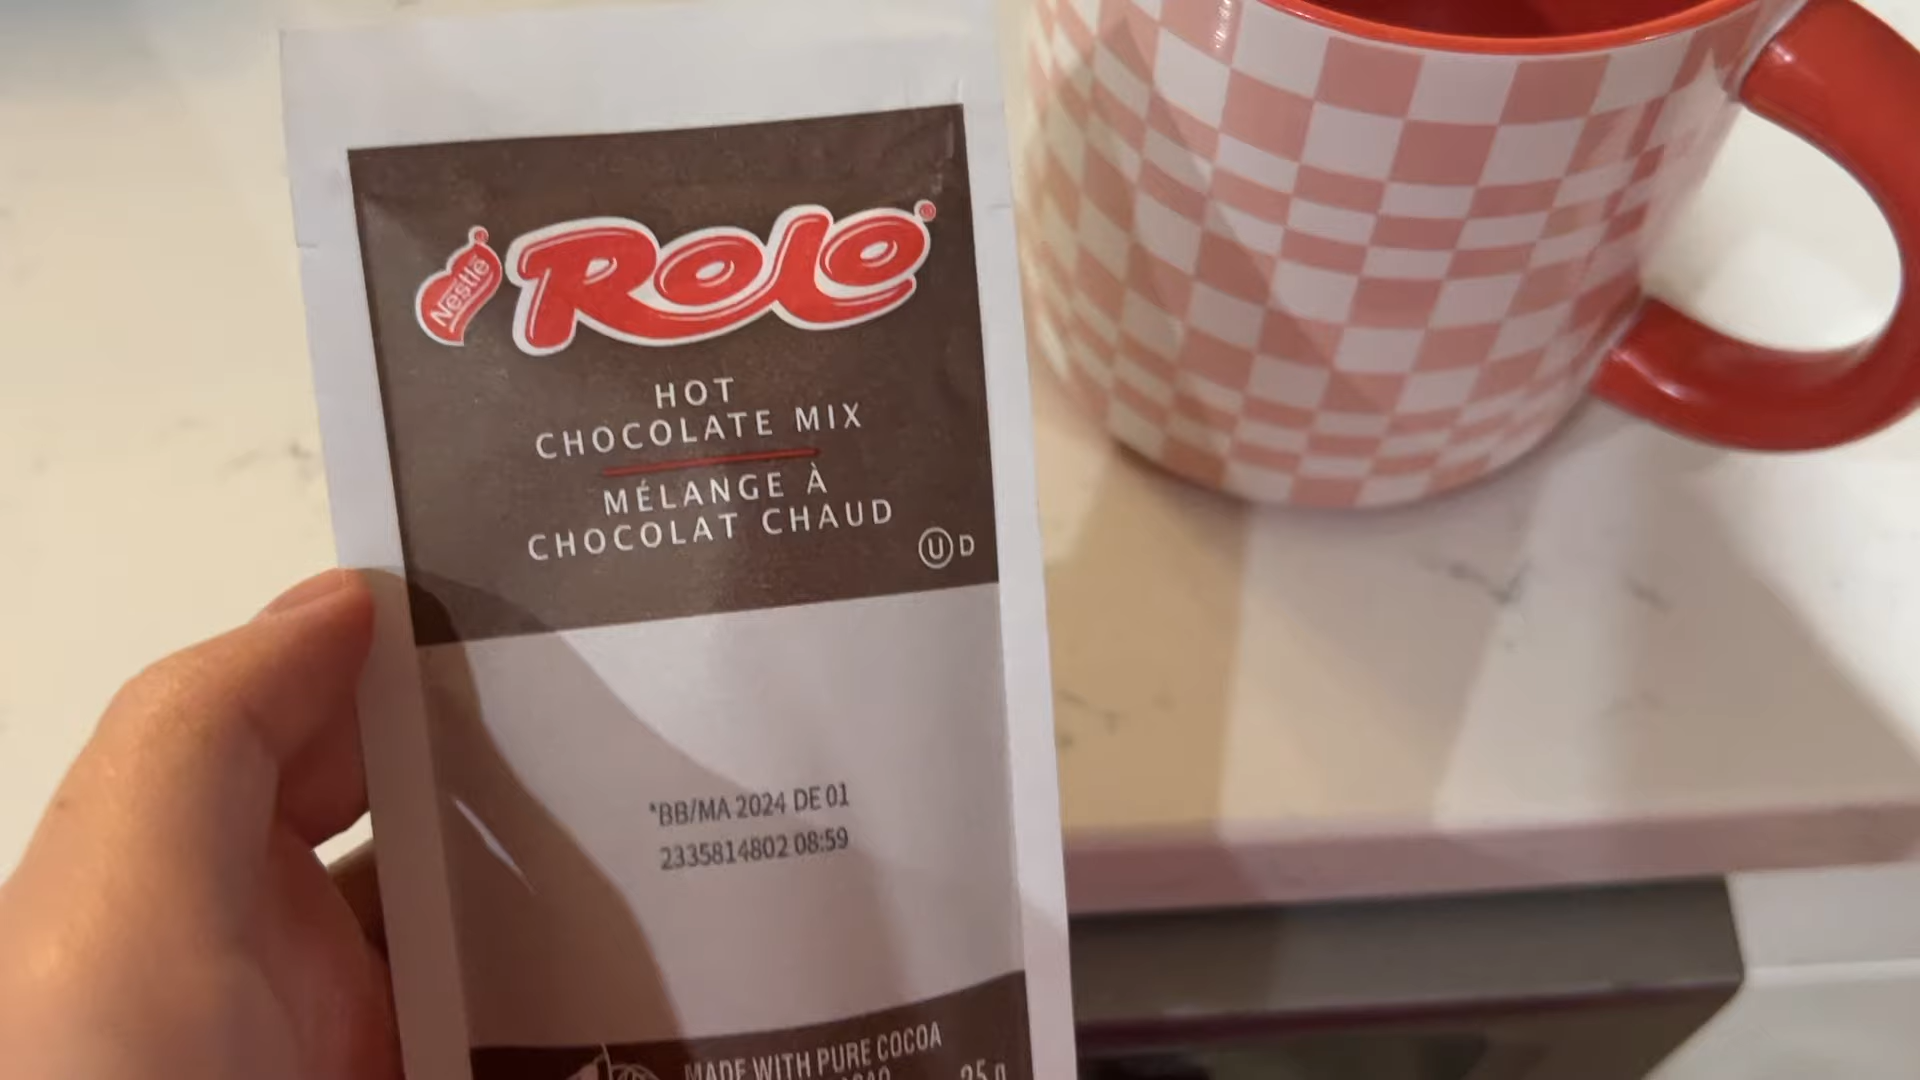 Nestlé Rolo
HOT
CHOCOLATE MIX
MÉLANGE À
CHOCOLAT CHAUD
U D
*BB/MA 2024 DE 01
2335814802 08:59
MADE WITH PURE COCOA
25 g